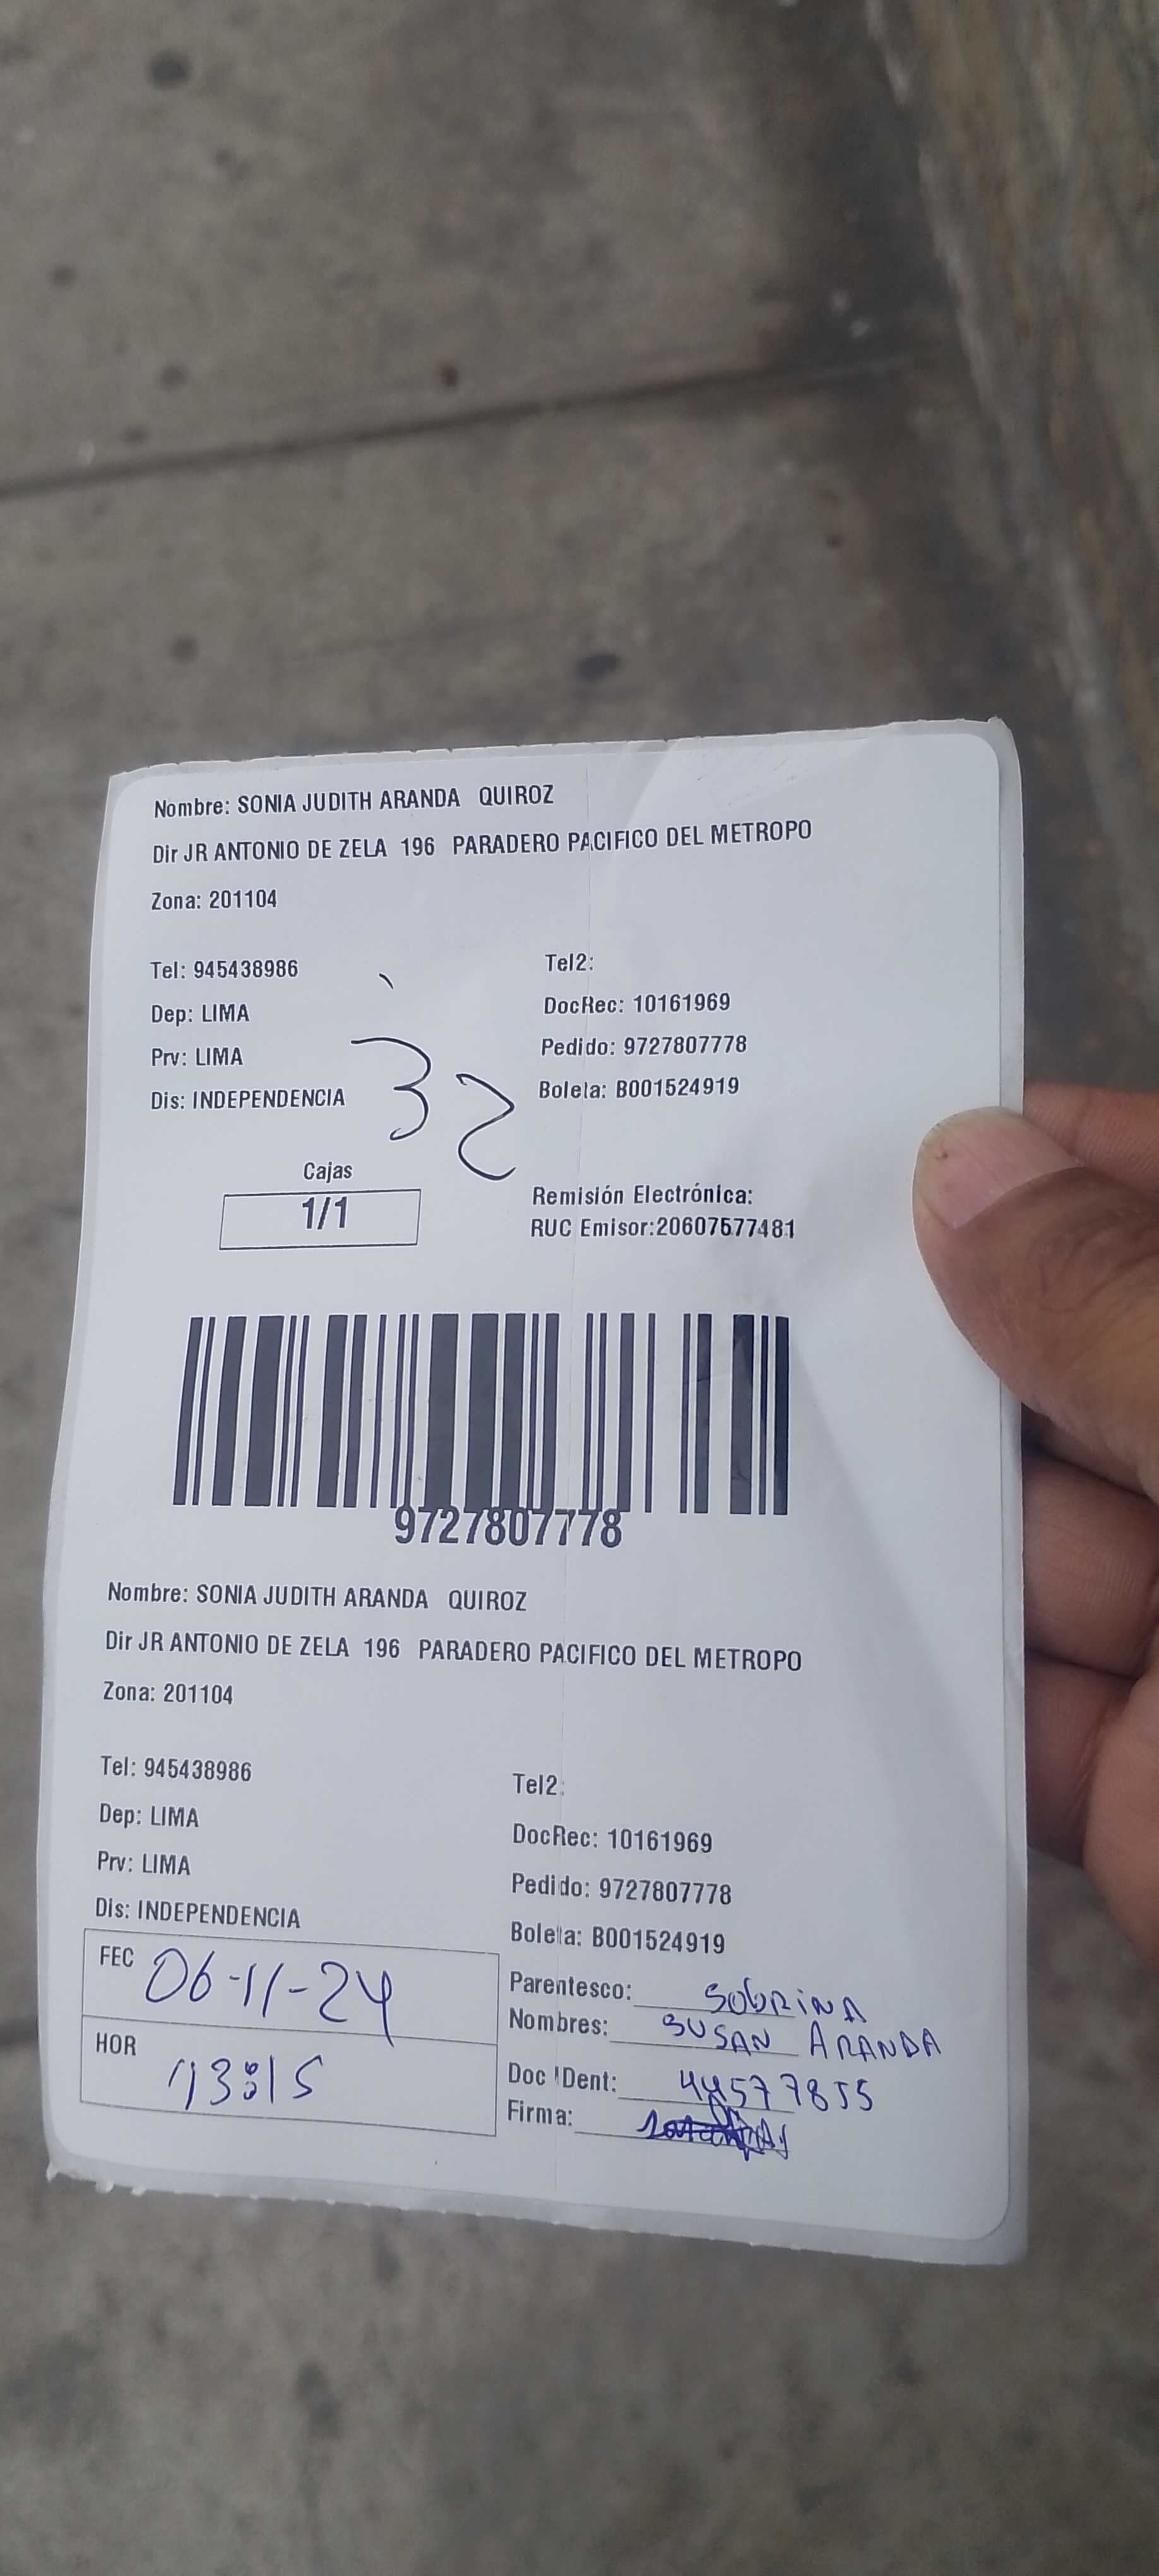 Nombre: SONIA JUDITH ARANDA QUIROZ
Dir JR ANTONIO DE ZELA 196 PARADERO PACIFICO DEL METROPO
Zona: 201104
Tel: 945438986
Tel2:
Dep: LIMA
DocRec: 10161969
Prv: LIMA
Pedido: 9727807778
Dis: INDEPENDENCIA
Boleta: B001524919
32
Cajas
1/1
Remisión Electrónica:
RUC Emisor:20607577481
9727807778
Nombre: SONIA JUDITH ARANDA QUIROZ
Dir JR ANTONIO DE ZELA 196 PARADERO PACIFICO DEL METROPO
Zona: 201104
Tel: 945438986
Tel2:
Dep: LIMA
DocRec: 10161969
Prv: LIMA
Pedido: 9727807778
Dis: INDEPENDENCIA
Boleta: B001524919
FEC 06-11-24
Parentesco: SOBRINA
Nombres: SUSAN ARANDA
HOR 13:15
Doc Ident: 44577855
Firma: